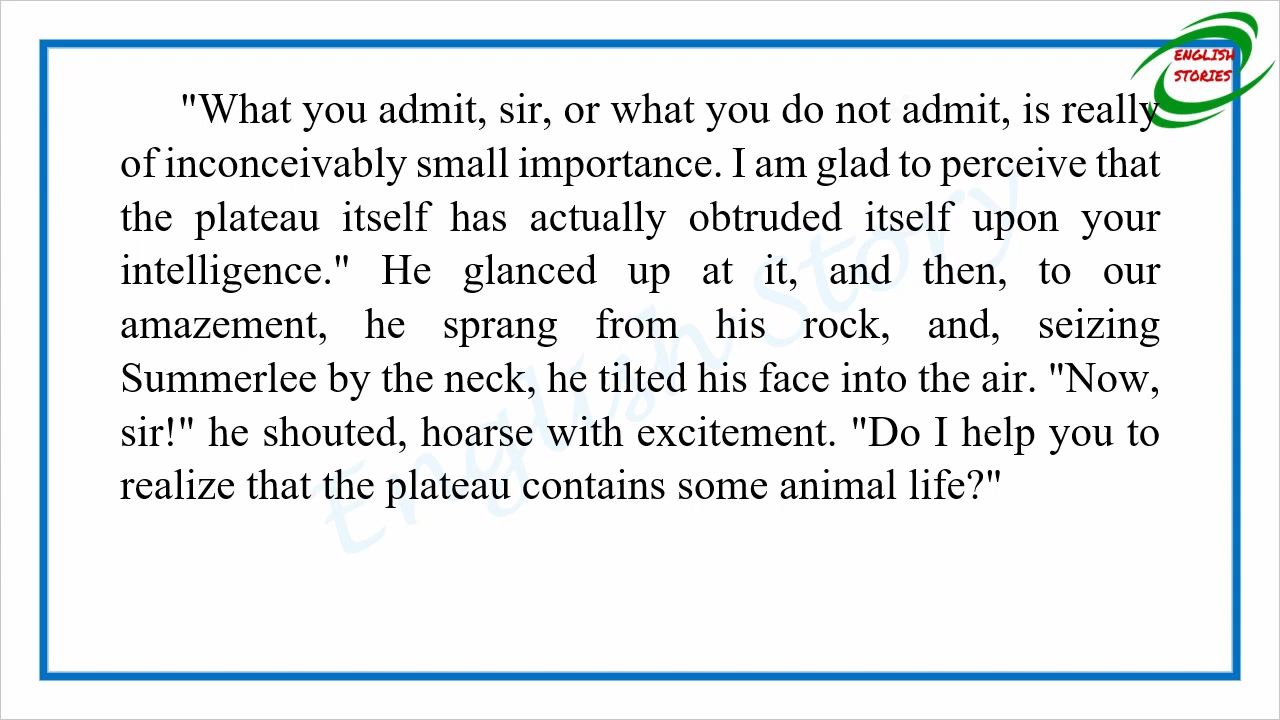 ENGLISH
STORIES
"What you admit, sir, or what you do not admit, is really
of inconceivably small importance. I am glad to perceive that
the plateau itself has actually obtruded itself upon your
intelligence." He glanced up at it, and then, to our
amazement, he sprang from his rock, and, seizing
Summerlee by the neck, he tilted his face into the air. "Now,
sir!" he shouted, hoarse with excitement. "Do I help you to
realize that the plateau contains some animal life?"
English Story